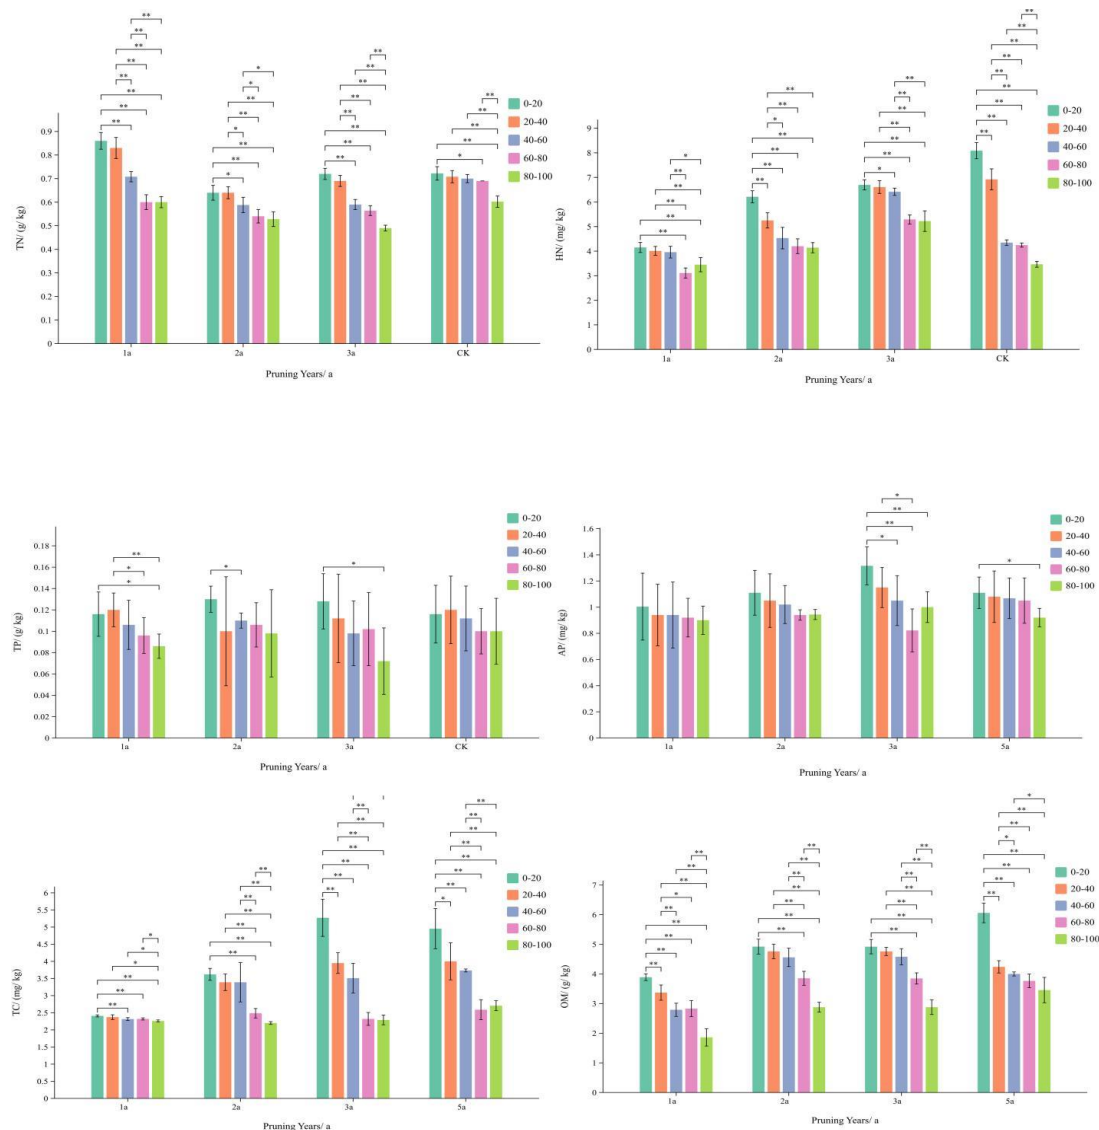 TN/ (g/ kg)
0.9
0.8
0.7
0.6
0.5
0.4
0.3
0.2
0.1
0
1a
2a
3a
CK
Pruning Years/ a
0-20
20-40
40-60
60-80
80-100
HN/ (mg/ kg)
9
8
7
6
5
4
3
2
1
0
1a
2a
3a
CK
Pruning Years/ a
0-20
20-40
40-60
60-80
80-100
TP/ (g/ kg)
0.18
0.16
0.14
0.12
0.1
0.08
0.06
0.04
0.02
0
1a
2a
3a
CK
Pruning Years/ a
0-20
20-40
40-60
60-80
80-100
AP/ (mg/ kg)
1.6
1.4
1.2
1
0.8
0.6
0.4
0.2
0
1a
2a
3a
5a
Pruning Years/ a
0-20
20-40
40-60
60-80
80-100
TC/ (mg/ kg)
6
5.5
5
4.5
4
3.5
3
2.5
2
1.5
1
0.5
0
1a
2a
3a
5a
Pruning Years/ a
0-20
20-40
40-60
60-80
80-100
OM/ (g/ kg)
7
6
5
4
3
2
1
0
1a
2a
3a
5a
Pruning Years/ a
0-20
20-40
40-60
60-80
80-100